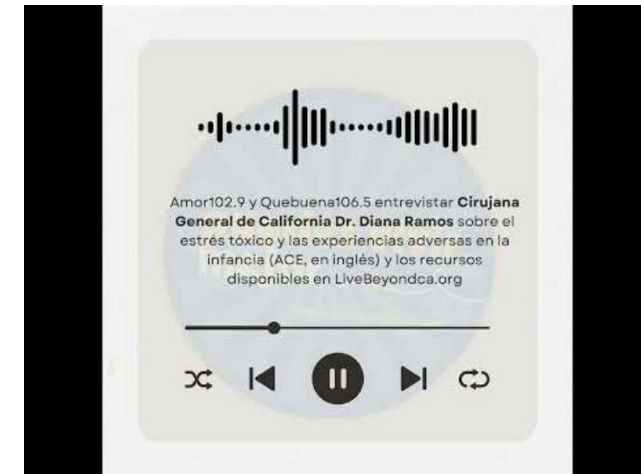 Amor102.9 y Quebuena106.5 entrevistar Cirujana
General de California Dr. Diana Ramos sobre el
estrés tóxico y las experiencias adversas en la
infancia (ACE, en inglés) y los recursos
disponibles en LiveBeyondca.org